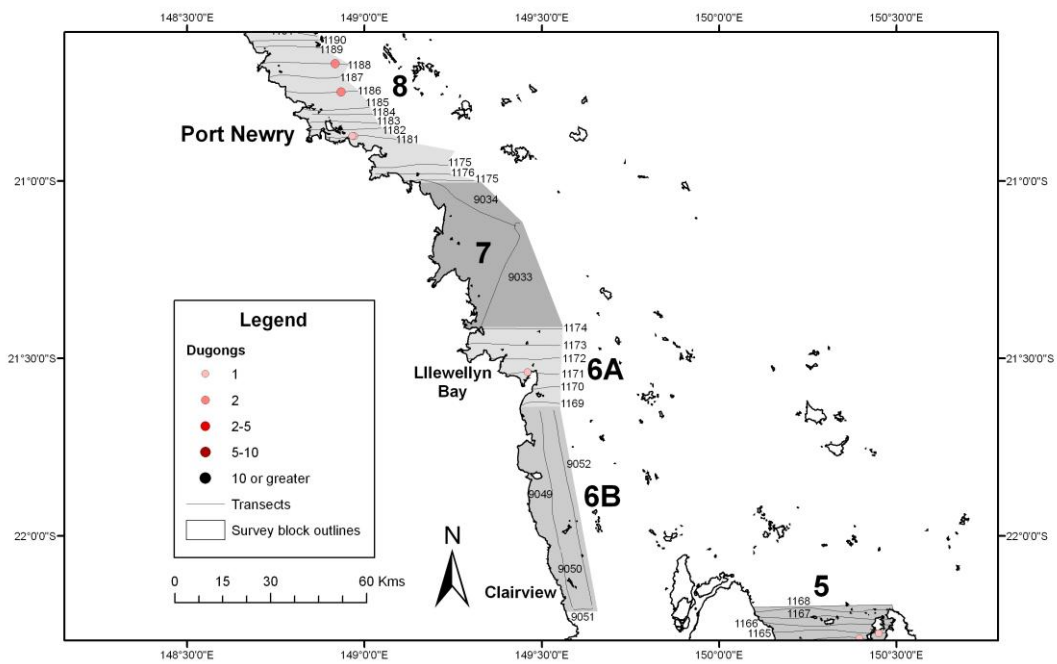 148°30'0"E 149°0'0"E 149°30'0"E 150°0'0"E 150°30'0"E
1190
1189
1188
1187
1186
8
1185
1184
1183
1182
1181
Port Newry
1175
1176
1175
21°0'0"S 21°0'0"S
9034
7
9033
1174
1173
1172
1171
6A
1170
1169
21°30'0"S 21°30'0"S
Lllewellyn
Bay
9052
9049
6B
22°0'0"S 22°0'0"S
9050
Clairview
9051
5
1168
1167
1166
1165
Legend
Dugongs
1
2
2-5
5-10
10 or greater
Transects
Survey block outlines
N
0 15 30 60 Kms
148°30'0"E 149°0'0"E 149°30'0"E 150°0'0"E 150°30'0"E